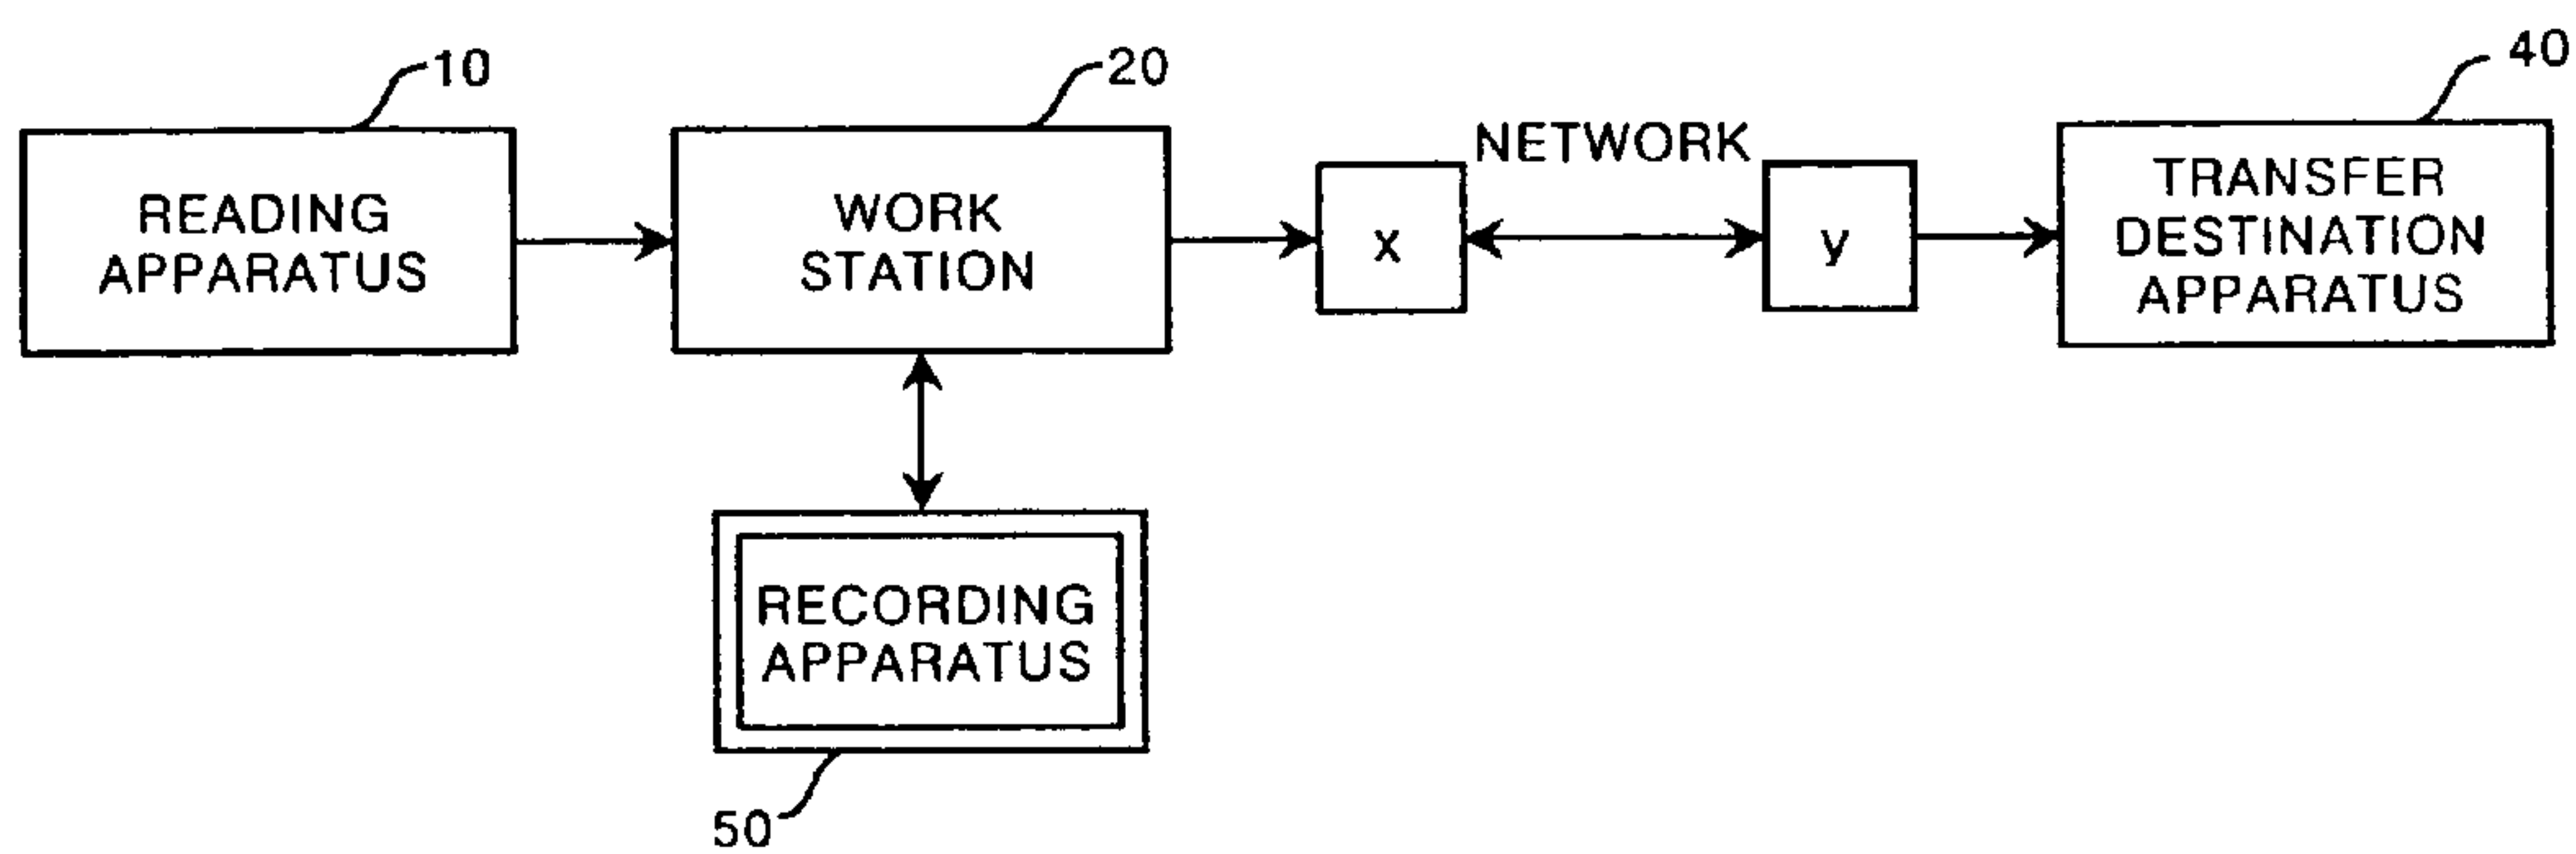 10
20
40
READING
APPARATUS
WORK
STATION
x
NETWORK
y
TRANSFER
DESTINATION
APPARATUS
RECORDING
APPARATUS
50